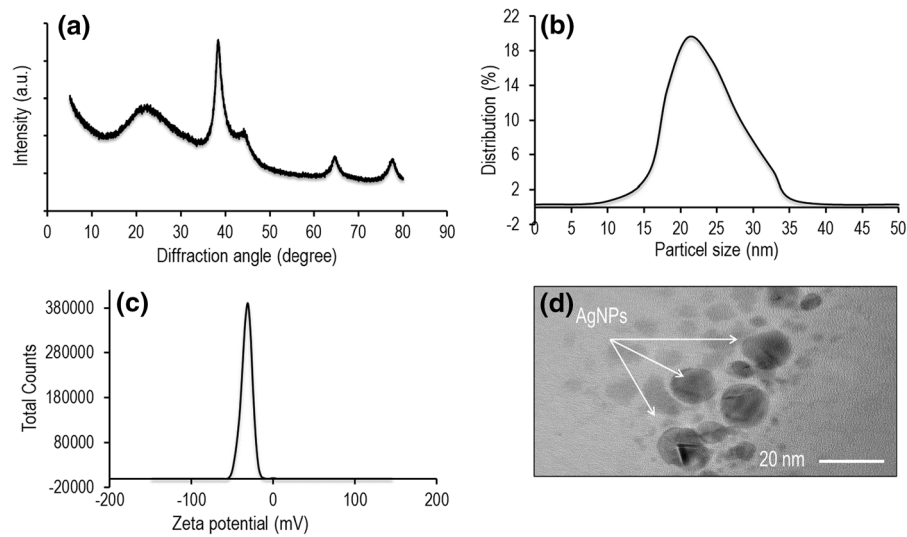 (a)
Intensity (a.u.)
0 10 20 30 40 50 60 70 80 90
Diffraction angle (degree)
(b)
Distribution (%)
22
18
14
10
6
2
-2
0 5 10 15 20 25 30 35 40 45 50
Particel size (nm)
(c)
Total Counts
380000
280000
180000
80000
-20000
-200 -100 0 100 200
Zeta potential (mV)
(d)
AgNPs
20 nm